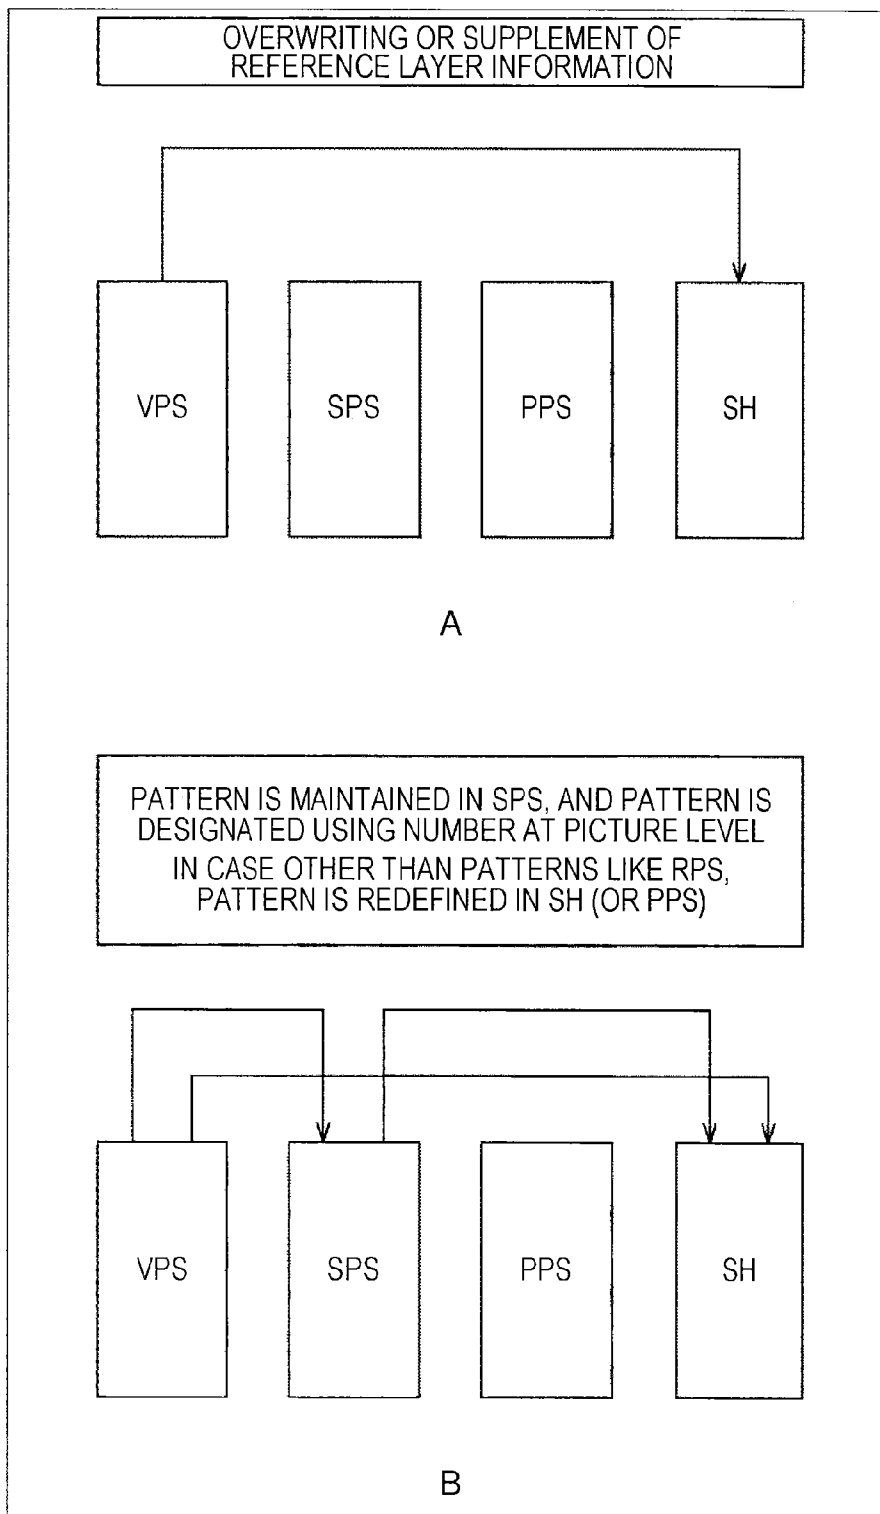 OVERWRITING OR SUPPLEMENT OF
REFERENCE LAYER INFORMATION
VPS
SPS
PPS
SH
A
PATTERN IS MAINTAINED IN SPS, AND PATTERN IS
DESIGNATED USING NUMBER AT PICTURE LEVEL
IN CASE OTHER THAN PATTERNS LIKE RPS,
PATTERN IS REDEFINED IN SH (OR PPS)
VPS
SPS
PPS
SH
B